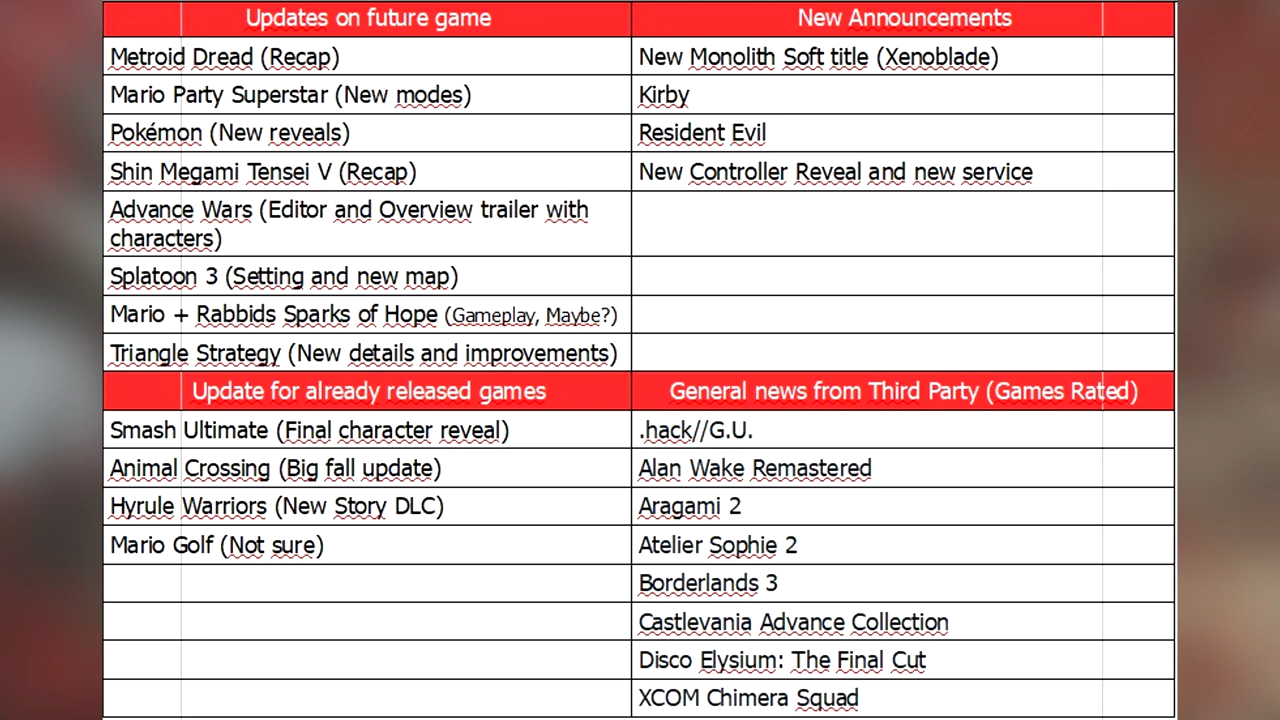 Updates on future game
New Announcements
Metroid Dread (Recap)
New Monolith Soft title (Xenoblade)
Mario Party Superstar (New modes)
Kirby
Pokémon (New reveals)
Resident Evil
Shin Megami Tensei V (Recap)
New Controller Reveal and new service
Advance Wars (Editor and Overview trailer with
characters)
Splatoon 3 (Setting and new map)
Mario + Rabbids Sparks of Hope (Gameplay, Maybe?)
Triangle Strategy (New details and improvements)
Update for already released games
General news from Third Party (Games Rated)
Smash Ultimate (Final character reveal)
.hack//G.U.
Animal Crossing (Big fall update)
Alan Wake Remastered
Hyrule Warriors (New Story DLC)
Aragami 2
Mario Golf (Not sure)
Atelier Sophie 2
Borderlands 3
Castlevania Advance Collection
Disco Elysium: The Final Cut
XCOM Chimera Squad